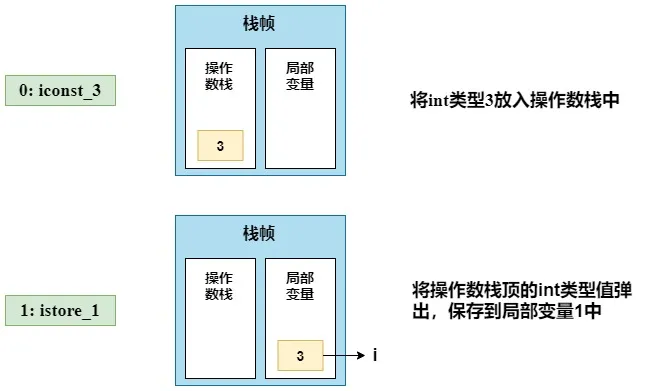 栈帧
操作
数栈
局部
变量
0: iconst_3
3
将int类型3放入操作数栈中
栈帧
操作
数栈
局部
变量
1: istore_1
3
i
将操作数栈顶的int类型值弹
出，保存到局部变量1中